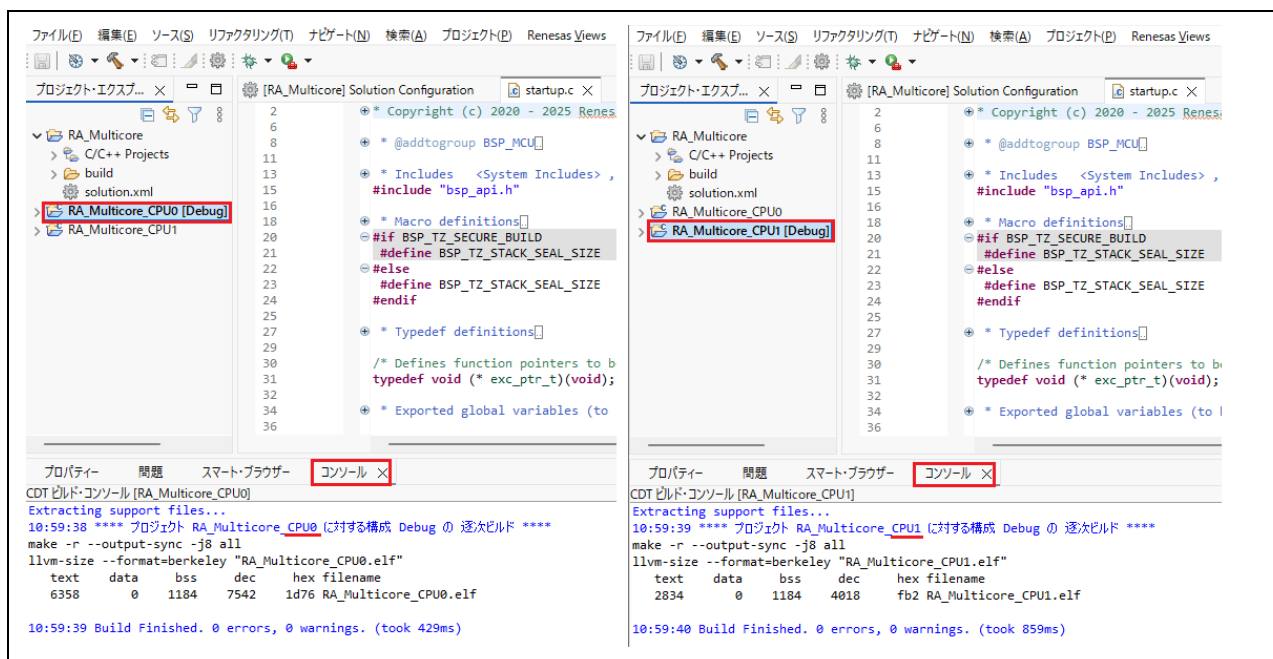 ファイル(F) 編集(E) ソース(S) リファクタリング(T) ナビゲート(N) 検索(A) プロジェクト(P) Renesas Views
プロジェクト・エクスプ...
RA_Multicore
C/C++ Projects
build
solution.xml
RA_Multicore_CPU0 [Debug]
RA_Multicore_CPU1
[RA_Multicore] Solution Configuration startup.c
2 * Copyright (c) 2020 - 2025 Renes
6
8 * @addtogroup BSP_MCU
11
13 * Includes <System Includes> ,
15 #include "bsp_api.h"
16
18 * Macro definitions
20 #if BSP_TZ_SECURE_BUILD
21 #define BSP_TZ_STACK_SEAL_SIZE
22 #else
23 #define BSP_TZ_STACK_SEAL_SIZE
24 #endif
25
27 * Typedef definitions
29
30 /* Defines function pointers to b
31 typedef void (* exc_ptr_t)(void);
32
34 * Exported global variables (to
36
プロパティー 問題 スマート・ブラウザー コンソール
CDT ビルド・コンソール [RA_Multicore_CPU0]
Extracting support files...
10:59:38 **** プロジェクト RA_Multicore_CPU0 に対する構成 Debug の 逐次ビルド ****
make -r --output-sync -j8 all
llvm-size --format=berkeley "RA_Multicore_CPU0.elf"
text data bss dec hex filename
6358 0 1184 7542 1d76 RA_Multicore_CPU0.elf
10:59:39 Build Finished. 0 errors, 0 warnings. (took 429ms)
ファイル(F) 編集(E) ソース(S) リファクタリング(T) ナビゲート(N) 検索(A) プロジェクト(P) Renesas Views
プロジェクト・エクスプ...
RA_Multicore
C/C++ Projects
build
solution.xml
RA_Multicore_CPU0
RA_Multicore_CPU1 [Debug]
[RA_Multicore] Solution Configuration startup.c
2 * Copyright (c) 2020 - 2025 Renes
6
8 * @addtogroup BSP_MCU
11
13 * Includes <System Includes> ,
15 #include "bsp_api.h"
16
18 * Macro definitions
20 #if BSP_TZ_SECURE_BUILD
21 #define BSP_TZ_STACK_SEAL_SIZE
22 #else
23 #define BSP_TZ_STACK_SEAL_SIZE
24 #endif
25
27 * Typedef definitions
29
30 /* Defines function pointers to b
31 typedef void (* exc_ptr_t)(void);
32
34 * Exported global variables (to
36
プロパティー 問題 スマート・ブラウザー コンソール
CDT ビルド・コンソール [RA_Multicore_CPU1]
Extracting support files...
10:59:39 **** プロジェクト RA_Multicore_CPU1 に対する構成 Debug の 逐次ビルド ****
make -r --output-sync -j8 all
llvm-size --format=berkeley "RA_Multicore_CPU1.elf"
text data bss dec hex filename
2834 0 1184 4018 fb2 RA_Multicore_CPU1.elf
10:59:40 Build Finished. 0 errors, 0 warnings. (took 859ms)